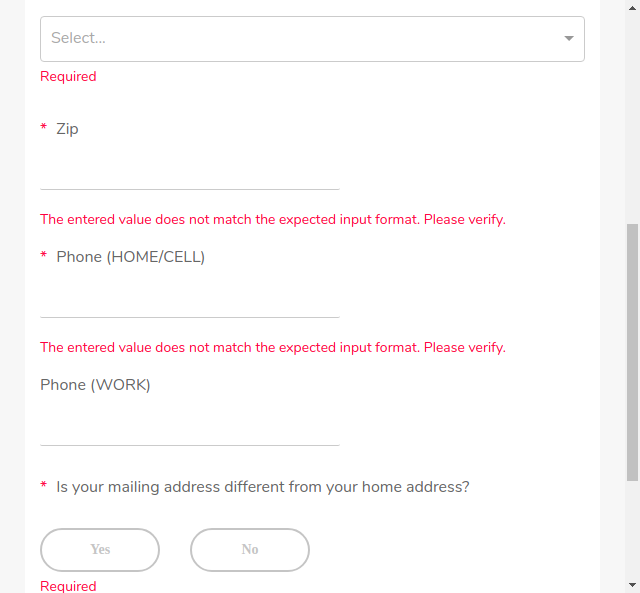 Select...
Required
* Zip
The entered value does not match the expected input format. Please verify.
* Phone (HOME/CELL)
The entered value does not match the expected input format. Please verify.
Phone (WORK)
* Is your mailing address different from your home address?
Yes No
Required